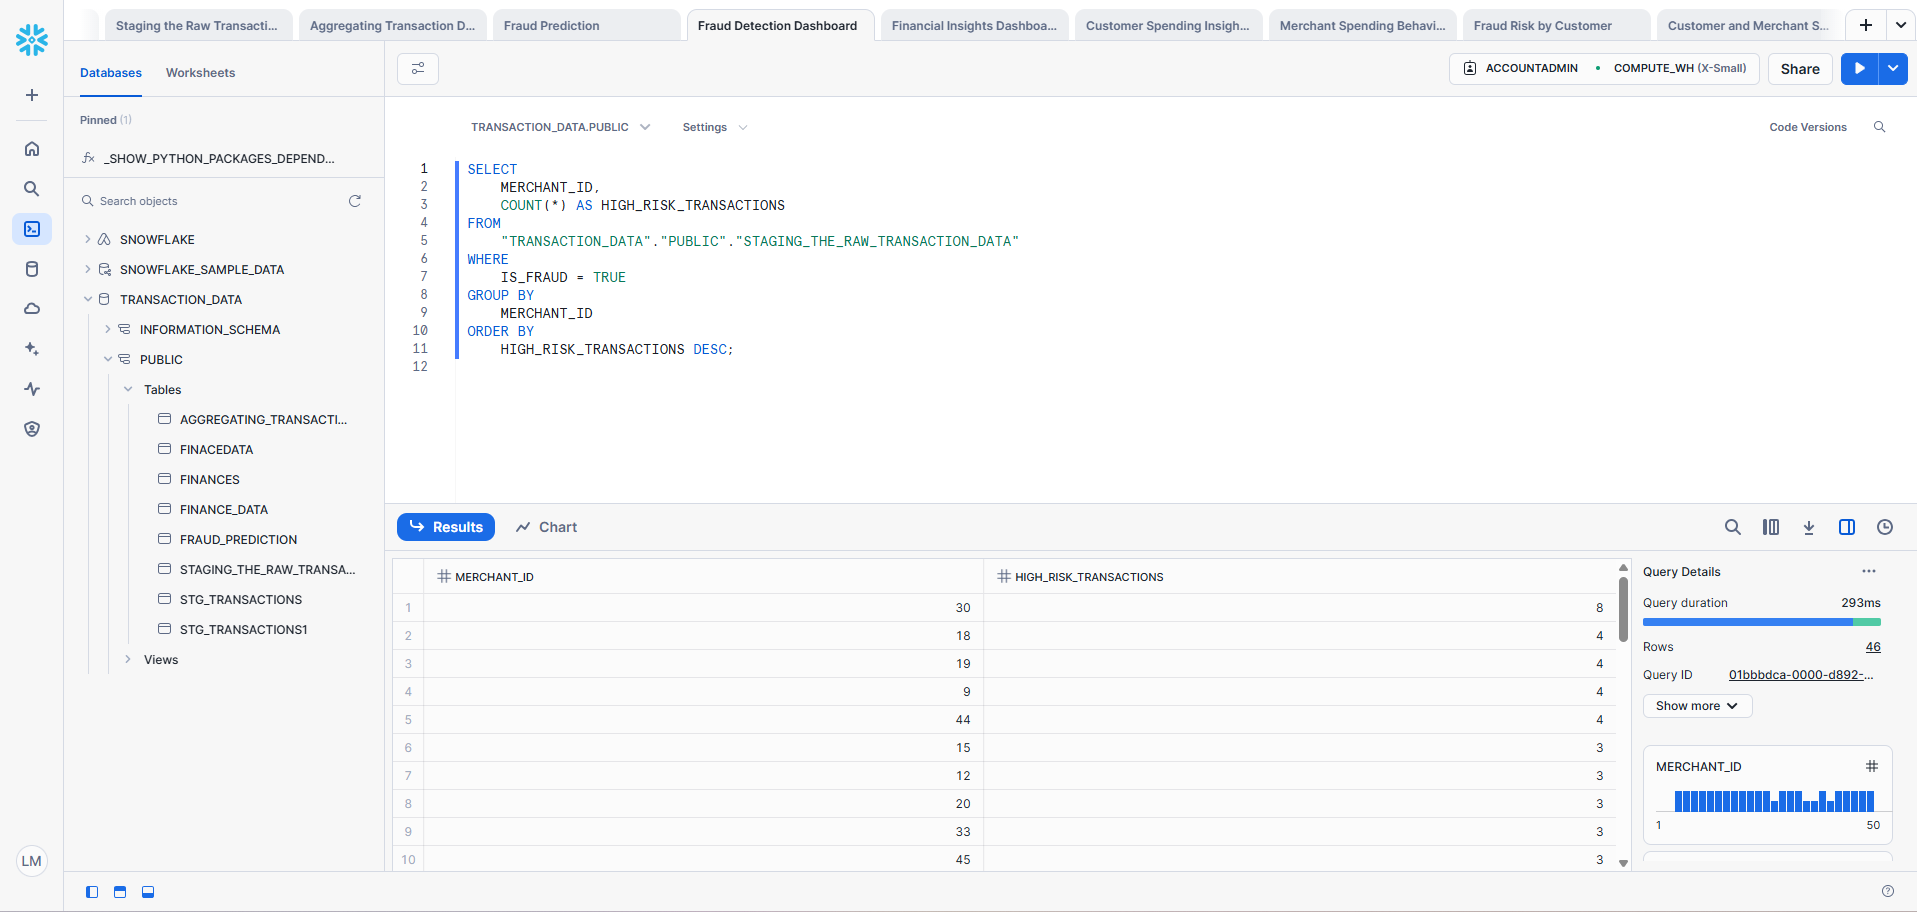 Staging the Raw Transacti...
Aggregating Transaction D...
Fraud Prediction
Fraud Detection Dashboard
Financial Insights Dashboa...
Customer Spending Insigh...
Merchant Spending Behavi...
Fraud Risk by Customer
Customer and Merchant S...
Databases
Worksheets
ACCOUNTADMIN
COMPUTE_WH (X-Small)
Share
Pinned (1)
_SHOW_PYTHON_PACKAGES_DEPEND...
Search objects
SNOWFLAKE
SNOWFLAKE_SAMPLE_DATA
TRANSACTION_DATA
INFORMATION_SCHEMA
PUBLIC
Tables
AGGREGATING_TRANSACTI...
FINACEDATA
FINANCES
FINANCE_DATA
FRAUD_PREDICTION
STAGING_THE_RAW_TRANSA...
STG_TRANSACTIONS
STG_TRANSACTIONS1
Views
LM
TRANSACTION_DATA.PUBLIC
Settings
Code Versions
1 SELECT
2 MERCHANT_ID,
3 COUNT(*) AS HIGH_RISK_TRANSACTIONS
4 FROM
5 "TRANSACTION_DATA"."PUBLIC"."STAGING_THE_RAW_TRANSACTION_DATA"
6 WHERE
7 IS_FRAUD = TRUE
8 GROUP BY
9 MERCHANT_ID
10 ORDER BY
11 HIGH_RISK_TRANSACTIONS DESC;
12
Results
Chart
MERCHANT_ID HIGH_RISK_TRANSACTIONS
1 30 8
2 18 4
3 19 4
4 9 4
5 44 4
6 15 3
7 12 3
8 20 3
9 33 3
10 45 3
Query Details
...
Query duration 293ms
Rows 46
Query ID 01bbbdca-0000-d892-...
Show more
MERCHANT_ID
1 50